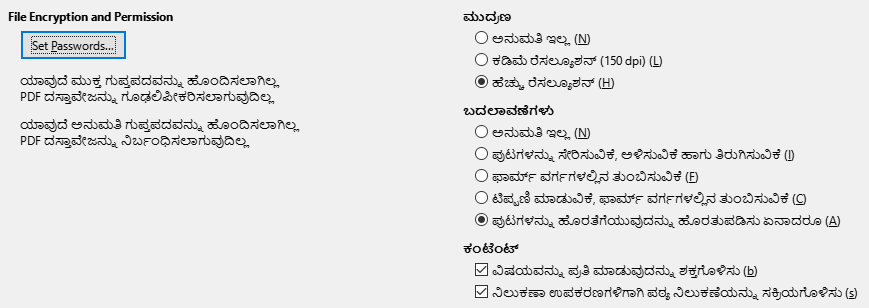 File Encryption and Permission
Set Passwords...
ಯಾವುದೆ ಮುಕ್ತ ಗುಪ್ತಪದವನ್ನು ಹೊಂದಿಸಲಾಗಿಲ್ಲ
PDF ದಸ್ತಾವೇಜನ್ನು ಗೂಢಲಿಪೀಕರಿಸಲಾಗುವುದಿಲ್ಲ
ಯಾವುದೆ ಅನುಮತಿ ಗುಪ್ತಪದವನ್ನು ಹೊಂದಿಸಲಾಗಿಲ್ಲ
PDF ದಸ್ತಾವೇಜನ್ನು ನಿರ್ಬಂಧಿಸಲಾಗುವುದಿಲ್ಲ
ಮುದ್ರಣ
ಅನುಮತಿ ಇಲ್ಲ (N)
ಕಡಿಮೆ ರೆಸಲ್ಯೂಶನ್ (150 dpi) (L)
ಹೆಚ್ಚು ರೆಸಲ್ಯೂಶನ್ (H)
ಬದಲಾವಣೆಗಳು
ಅನುಮತಿ ಇಲ್ಲ (N)
ಪುಟಗಳನ್ನು ಸೇರಿಸುವಿಕೆ, ಅಳಿಸುವಿಕೆ ಹಾಗು ತಿರುಗಿಸುವಿಕೆ (I)
ಫಾರ್ಮ್ ವರ್ಗಗಳಲ್ಲಿನ ತುಂಬಿಸುವಿಕೆ (F)
ಟಿಪ್ಪಣಿ ಮಾಡುವಿಕೆ, ಫಾರ್ಮ್ ವರ್ಗಗಳಲ್ಲಿನ ತುಂಬಿಸುವಿಕೆ (C)
ಪುಟಗಳನ್ನು ಹೊರತೆಗೆಯುವುದನ್ನು ಹೊರತುಪಡಿಸು ಏನಾದರೂ (A)
ಕಂಟೆಂಟ್
ವಿಷಯವನ್ನು ಪ್ರತಿ ಮಾಡುವುದನ್ನು ಶಕ್ತಗೊಳಿಸು (b)
ನಿಲುಕಣಾ ಉಪಕರಣಗಳಿಗಾಗಿ ಪಠ್ಯ ನಿಲುಕಣೆಯನ್ನು ಸಕ್ರಿಯಗೊಳಿಸು (s)